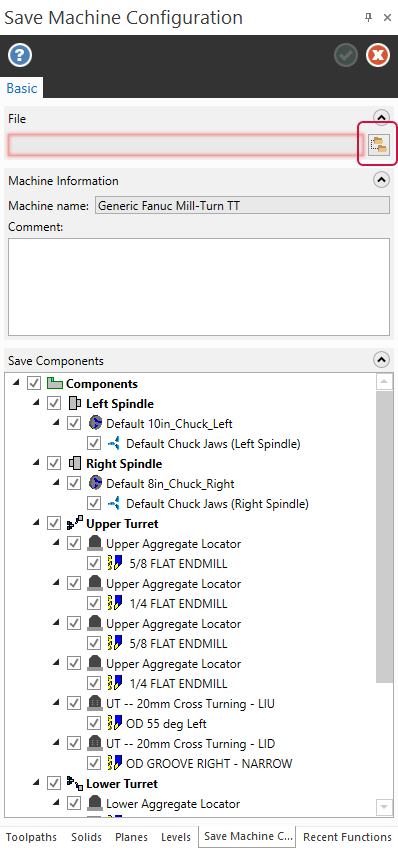 Save Machine Configuration
?
Basic
File
Machine Information
Machine name: Generic Fanuc Mill-Turn TT
Comment:
Save Components
Components
Left Spindle
Default 10in_Chuck_Left
Default Chuck Jaws (Left Spindle)
Right Spindle
Default 8in_Chuck_Right
Default Chuck Jaws (Right Spindle)
Upper Turret
Upper Aggregate Locator
5/8 FLAT ENDMILL
Upper Aggregate Locator
1/4 FLAT ENDMILL
Upper Aggregate Locator
5/8 FLAT ENDMILL
Upper Aggregate Locator
1/4 FLAT ENDMILL
UT -- 20mm Cross Turning - LIU
OD 55 deg Left
UT -- 20mm Cross Turning - LID
OD GROOVE RIGHT - NARROW
Lower Turret
Lower Aggregate Locator
Toolpaths Solids Planes Levels Save Machine C... Recent Functions